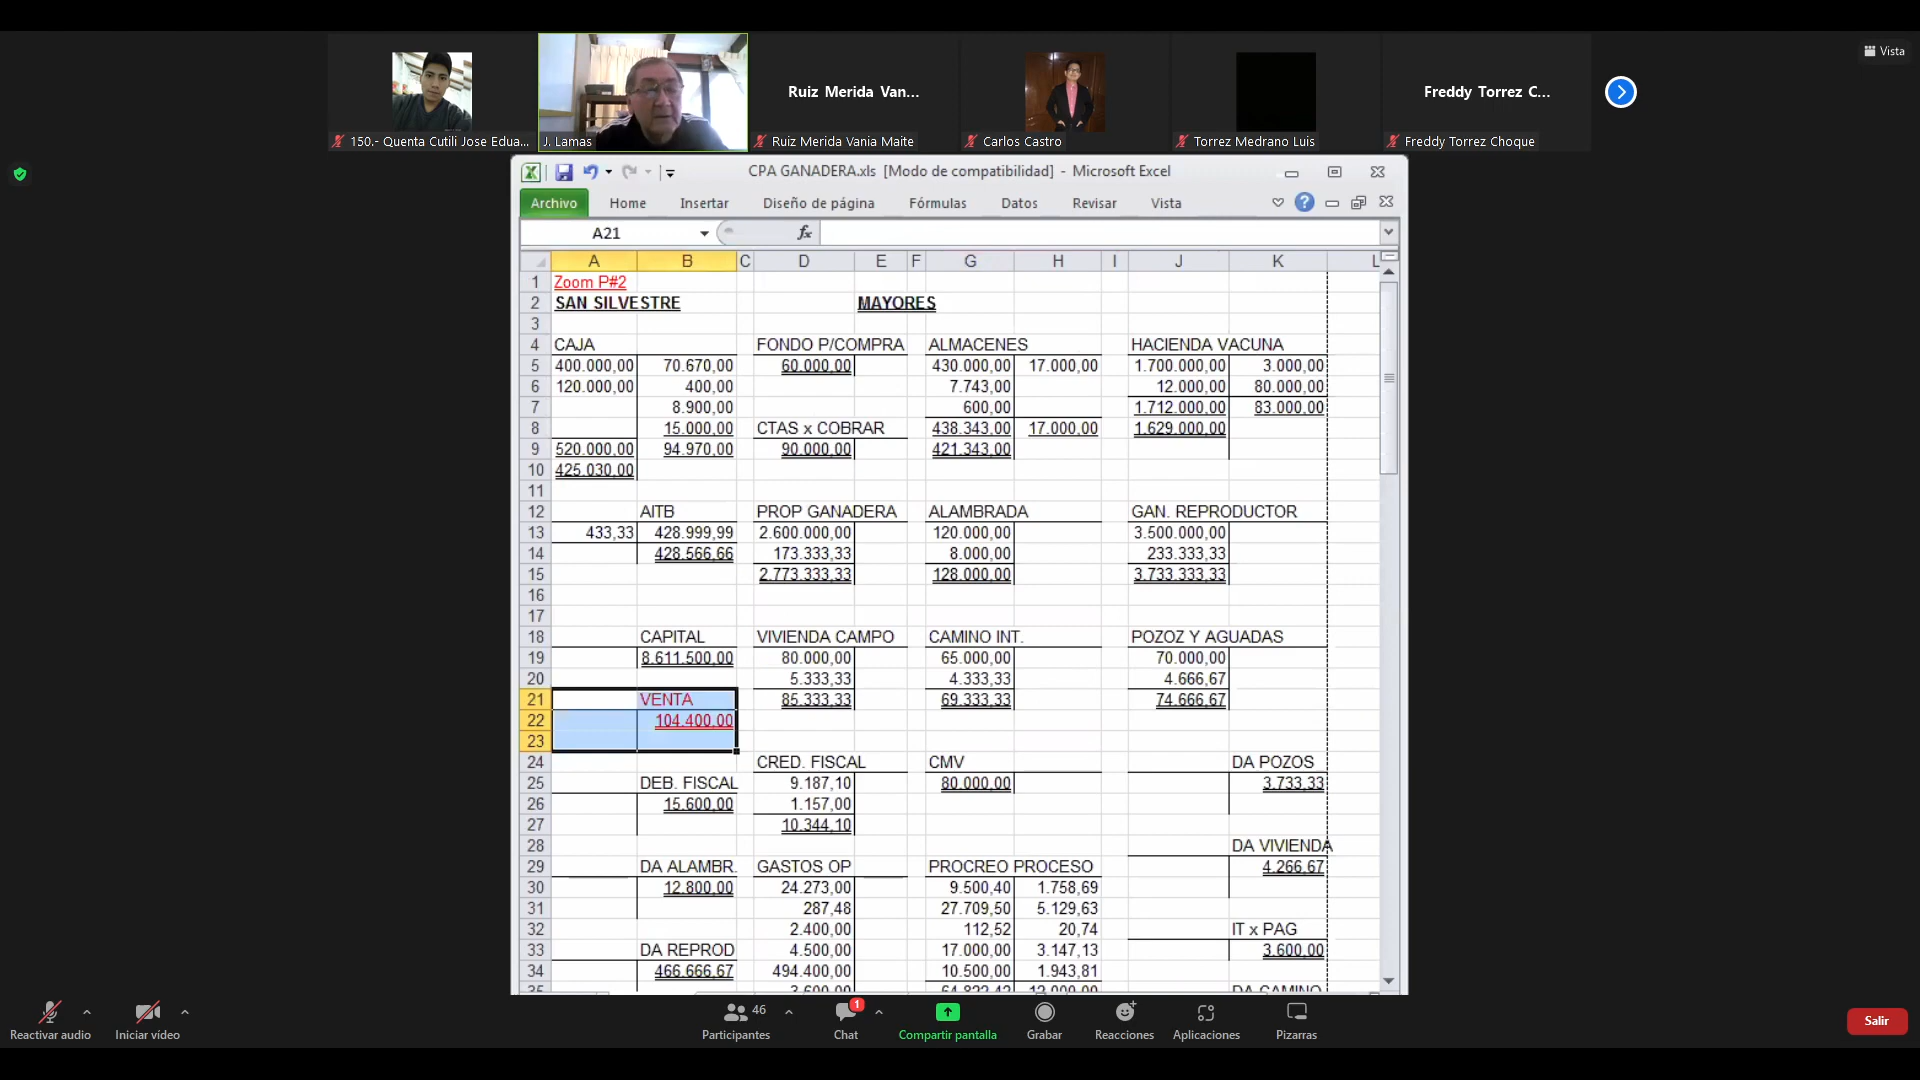 Vista
Ruiz Merida Van...
Freddy Torrez C...
150.- Quenta Cutili Jose Edua...
J. Lamas
Ruiz Merida Vania Maite
Carlos Castro
Torrez Medrano Luis
Freddy Torrez Choque
CPA GANADERA.xls [Modo de compatibilidad] - Microsoft Excel
Archivo Home Insertar Diseño de página Fórmulas Datos Revisar Vista
A21 fx
A B C D E F G H I J K L
1 Zoom P#2
2 SAN SILVESTRE MAYORES
3
4 CAJA FONDO P/COMPRA ALMACENES HACIENDA VACUNA
5 400.000,00 70.670,00 60.000,00 430.000,00 17.000,00 1.700.000,00 3.000,00
6 120.000,00 400,00 7.743,00 12.000,00 80.000,00
7 8.900,00 600,00 1.712.000,00 83.000,00
8 15.000,00 CTAS x COBRAR 438.343,00 17.000,00 1.629.000,00
9 520.000,00 94.970,00 90.000,00 421.343,00
10 425.030,00
11
12 AITB PROP GANADERA ALAMBRADA GAN. REPRODUCTOR
13 433,33 428.999,99 2.600.000,00 120.000,00 3.500.000,00
14 428.566,66 173.333,33 8.000,00 233.333,33
15 2.773.333,33 128.000,00 3.733.333,33
16
17
18 CAPITAL VIVIENDA CAMPO CAMINO INT. POZOZ Y AGUADAS
19 8.611.500,00 80.000,00 65.000,00 70.000,00
20 5.333,33 4.333,33 4.666,67
21 VENTA 85.333,33 69.333,33 74.666,67
22 104.400,00
23
24 CRED. FISCAL CMV DA POZOS
25 DEB. FISCAL 9.187,10 80.000,00 3.733,33
26 15.600,00 1.157,00
27 10.344,10
28 DA VIVIENDA
29 DA ALAMBR. GASTOS OP PROCREO PROCESO 4.266,67
30 12.800,00 24.273,00 9.500,40 1.758,69
31 287,48 27.709,50 5.129,63
32 2.400,00 112,52 20,74 IT x PAG
33 DA REPROD 4.500,00 17.000,00 3.147,13 3.600,00
34 466.666,67 494.400,00 10.500,00 1.943,81
35 3.600,00 64.822,42 12.000,00 DA CAMINO
Reactivar audio
Iniciar vídeo
46
Participantes
1
Chat
Compartir pantalla
Grabar
Reacciones
Aplicaciones
Pizarras
Salir